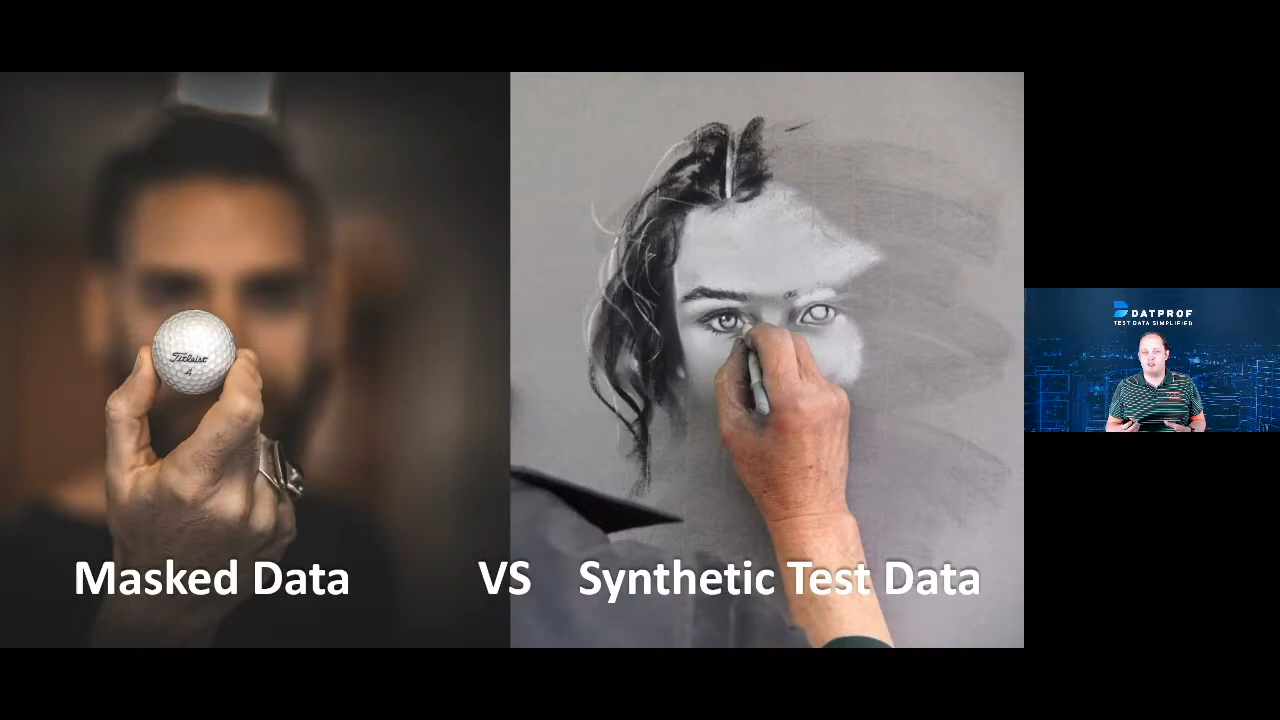 Titleist
4
Masked Data VS Synthetic Test Data
DATPROF
TEST DATA SIMPLIFIED